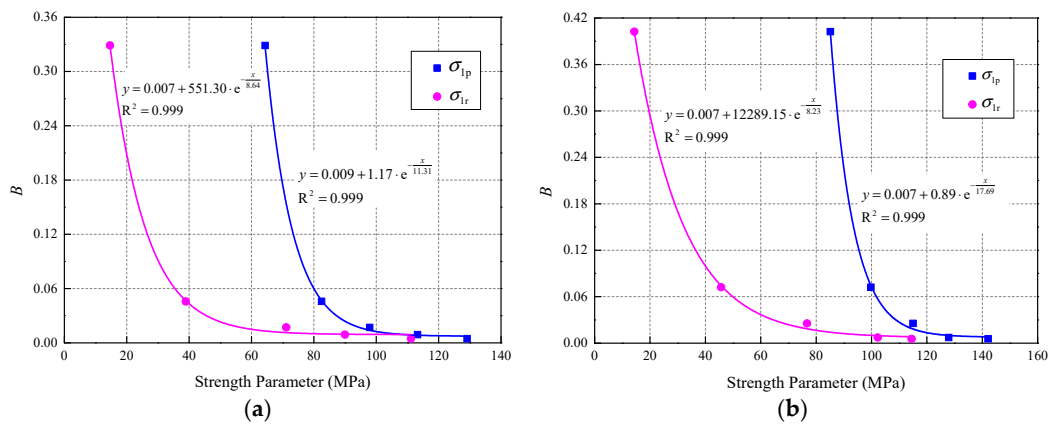 0.36
0.30
0.24
0.18
0.12
0.06
0.00
B
0 20 40 60 80 100 120 140
Strength Parameter (MPa)
σ1p
σ1r
y = 0.007 + 551.30 · e^(-x/8.64)
R² = 0.999
y = 0.009 + 1.17 · e^(-x/11.31)
R² = 0.999
(a)
0.42
0.36
0.30
0.24
0.18
0.12
0.06
0.00
B
0 20 40 60 80 100 120 140 160
Strength Parameter (MPa)
σ1p
σ1r
y = 0.007 + 12289.15 · e^(-x/8.23)
R² = 0.999
y = 0.007 + 0.89 · e^(-x/17.69)
R² = 0.999
(b)